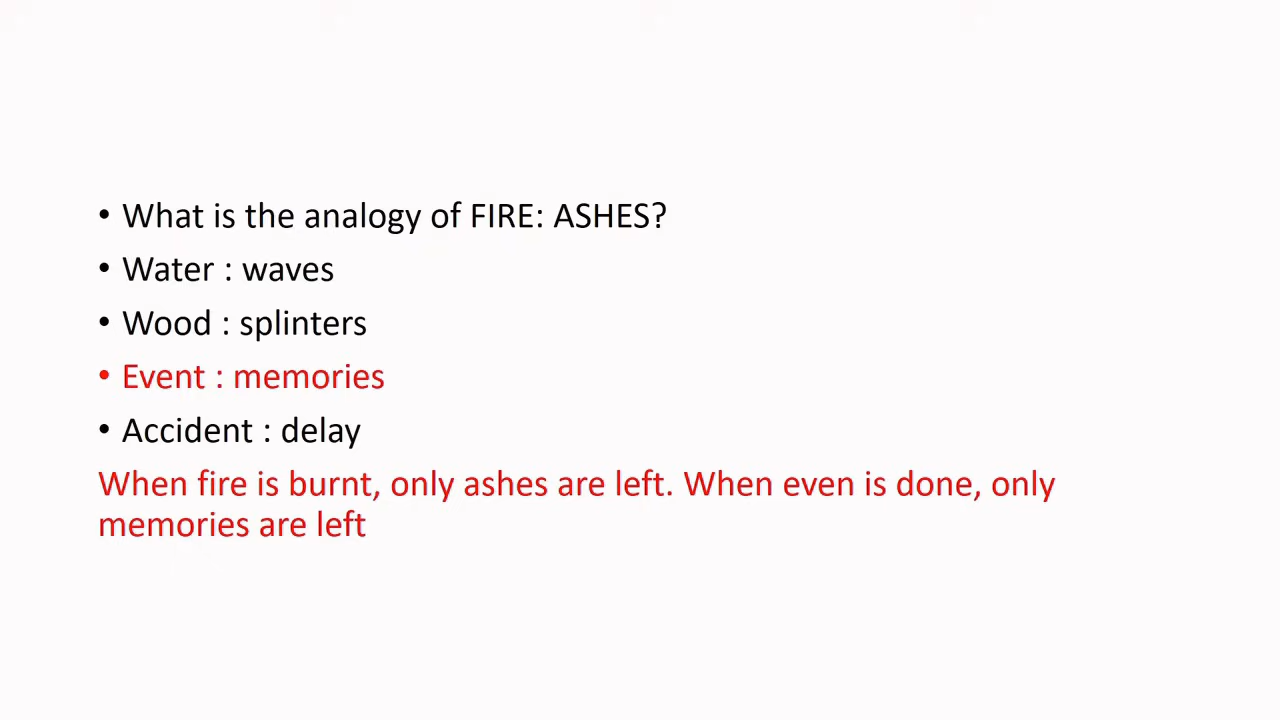 • What is the analogy of FIRE: ASHES?
• Water : waves
• Wood : splinters
• Event : memories
• Accident : delay
When fire is burnt, only ashes are left. When even is done, only
memories are left